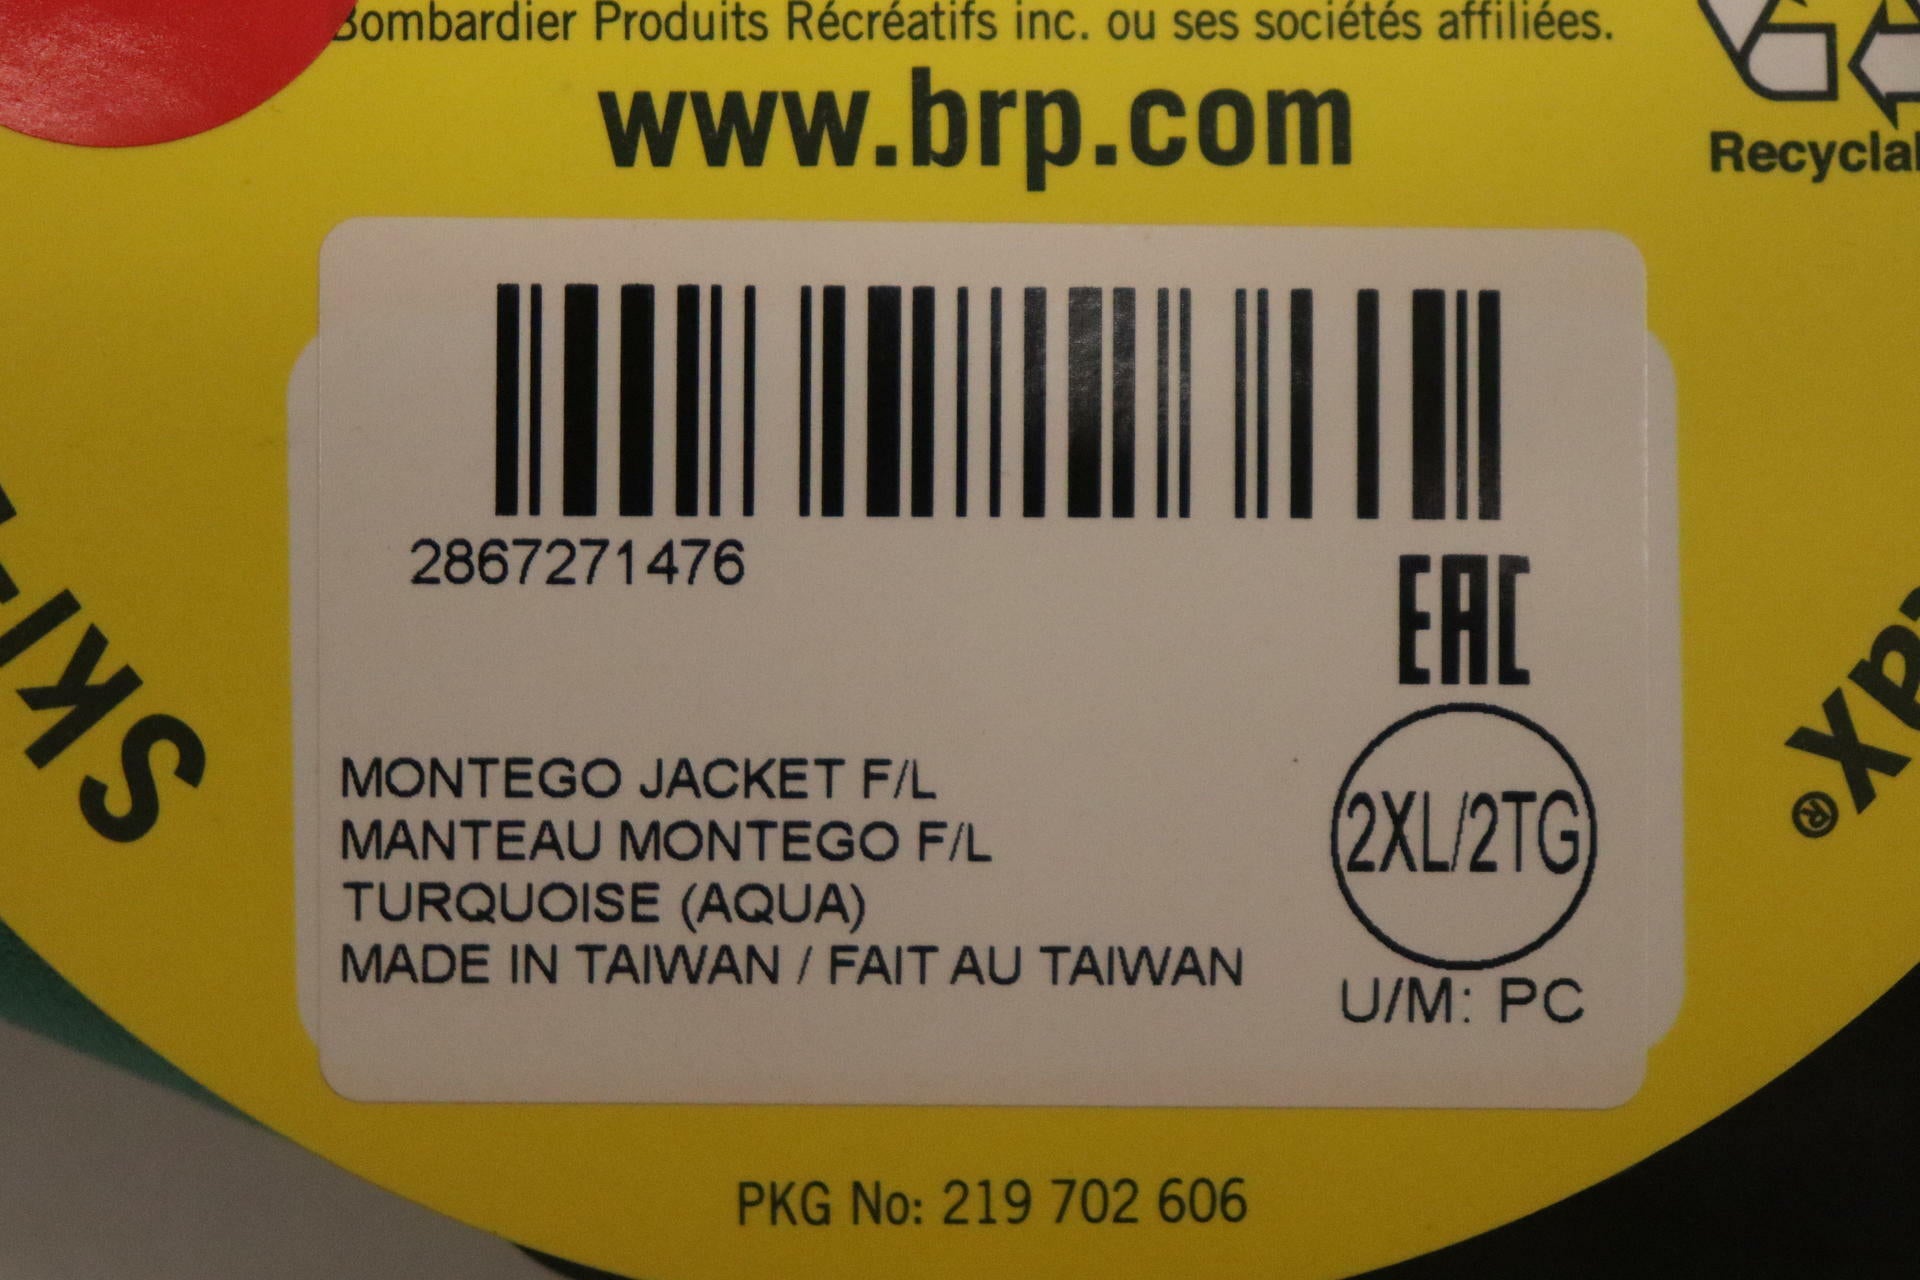 Bombardier Produits Récréatifs inc. ou ses sociétés affiliées.
www.brp.com
2867271476
EAC
MONTEGO JACKET F/L
MANTEAU MONTEGO F/L
TURQUOISE (AQUA)
MADE IN TAIWAN / FAIT AU TAIWAN
2XL/2TG
U/M: PC
PKG No: 219 702 606